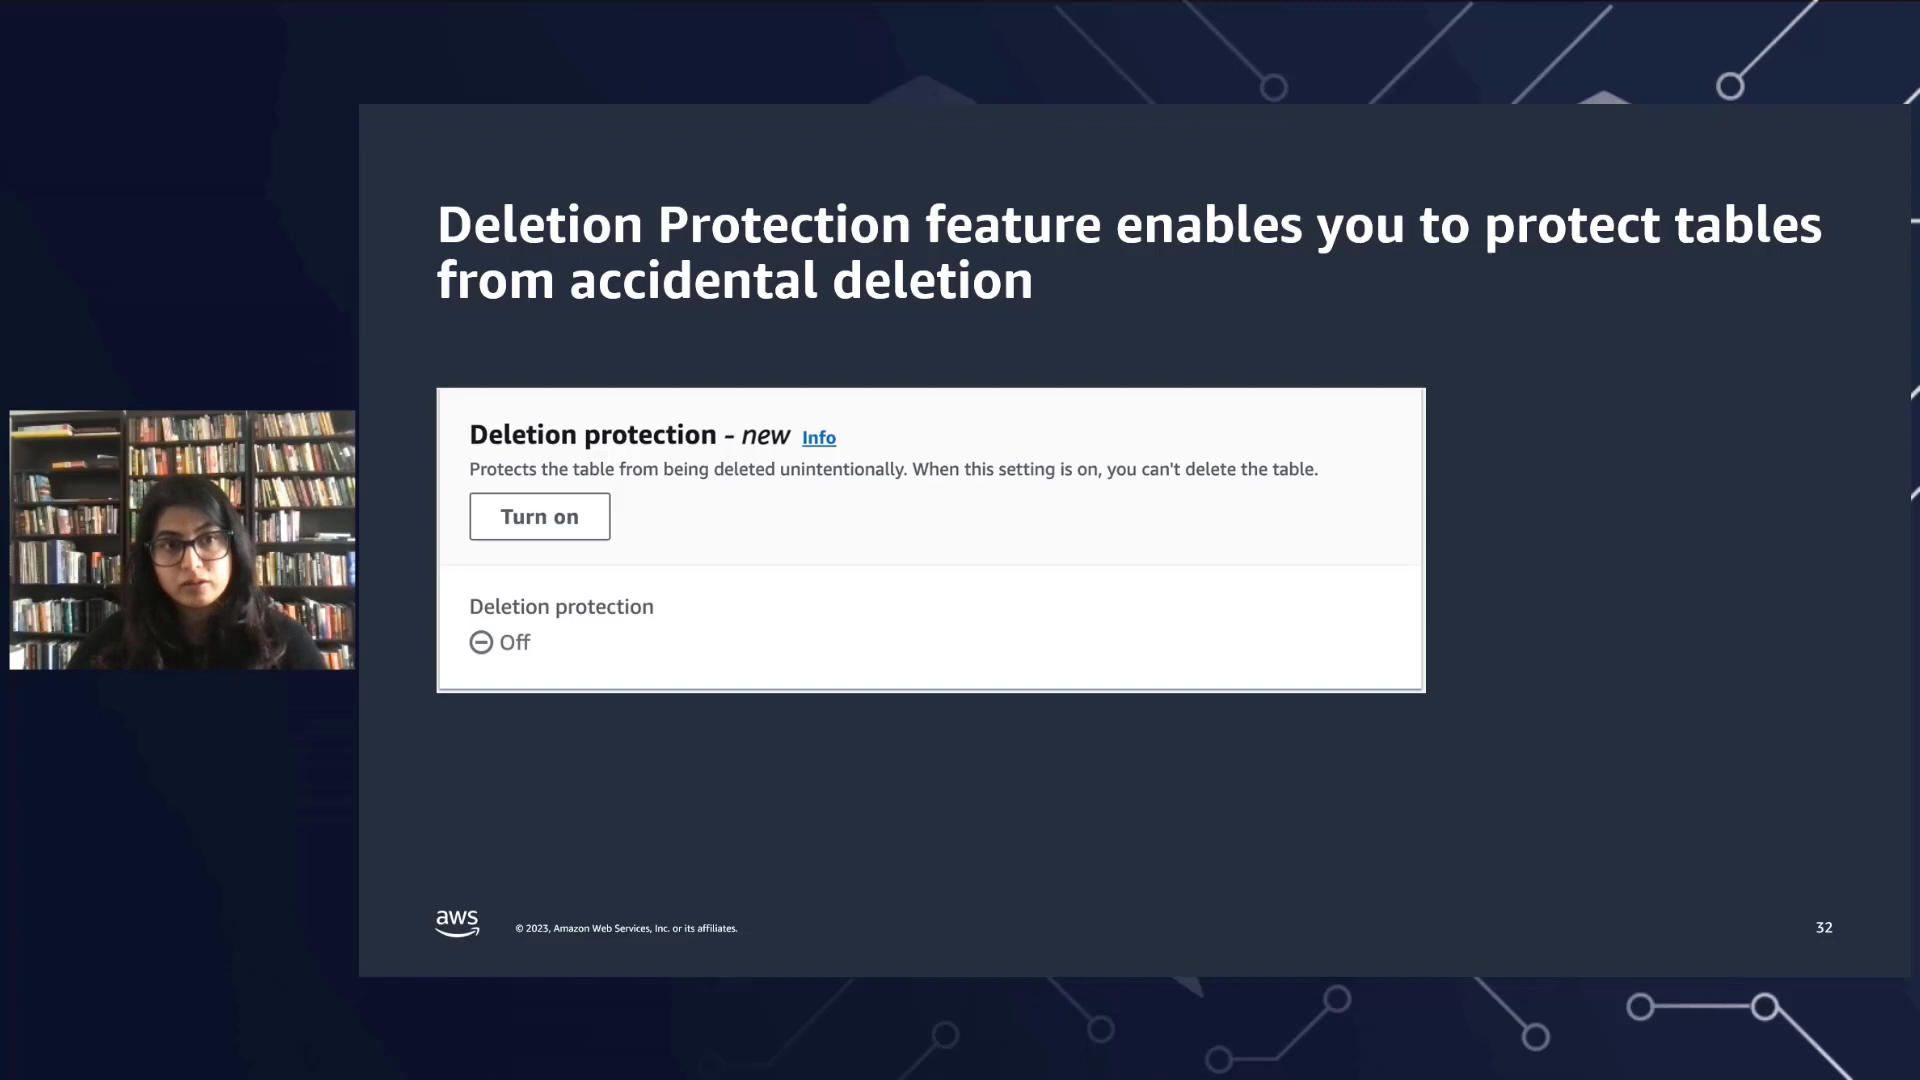 Deletion Protection feature enables you to protect tables
from accidental deletion
Deletion protection - new Info
Protects the table from being deleted unintentionally. When this setting is on, you can't delete the table.
Turn on
Deletion protection
Off
aws
© 2023, Amazon Web Services, Inc. or its affiliates.
32